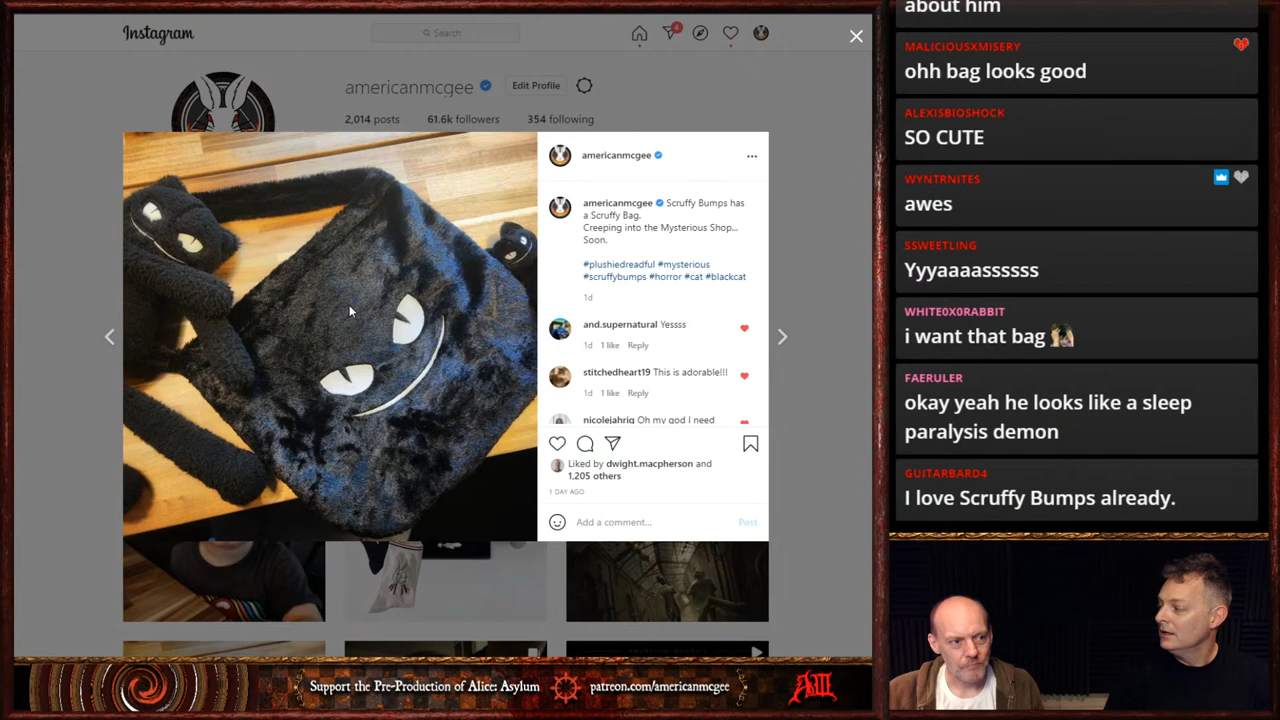 Instagram
Search
4
americanmcgee
Edit Profile
2,014 posts
61.6k followers
354 following
americanmcgee
americanmcgee Scruffy Bumps has
a Scruffy Bag.
Creeping into the Mysterious Shop...
Soon.
#plushiedreadful #mysterious
#scruffybumps #horror #cat #blackcat
1d
and.supernatural Yessss
1d 1 like Reply
stitchedheart19 This is adorable!!!
1d 1 like Reply
nicolejahrig Oh my god I need
Liked by dwight.macpherson and
1,205 others
1 DAY AGO
Add a comment...
Post
about him
MALICIOUSXMISERY
ohh bag looks good
ALEXISBIOSHOCK
SO CUTE
WYNTRNITES
awes
SSWEETLING
Yyyaaaassssss
WHITE0X0RABBIT
i want that bag
FAERULER
okay yeah he looks like a sleep
paralysis demon
GUITARBARD4
I love Scruffy Bumps already.
Support the Pre-Production of Alice: Asylum
patreon.com/americanmcgee